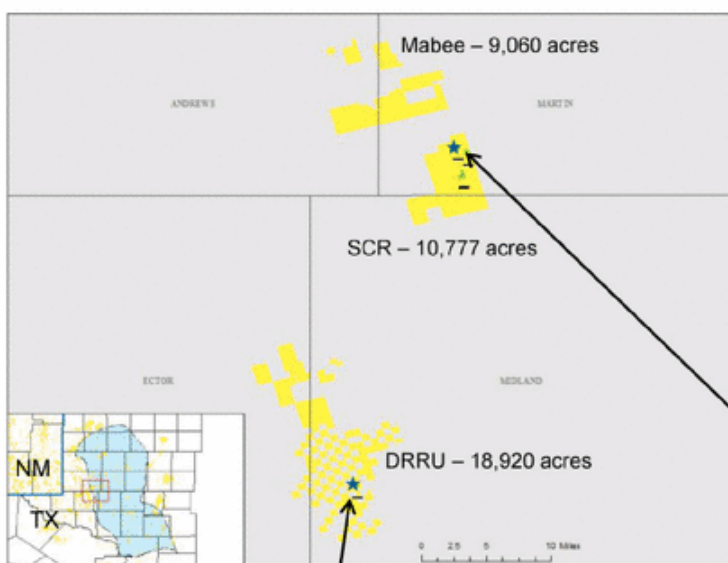 Mabee – 9,060 acres
ANDREWS
MARTIN
SCR – 10,777 acres
ECTOR
MIDLAND
NM
TX
DRRU – 18,920 acres
0 2.5 5 10 Miles